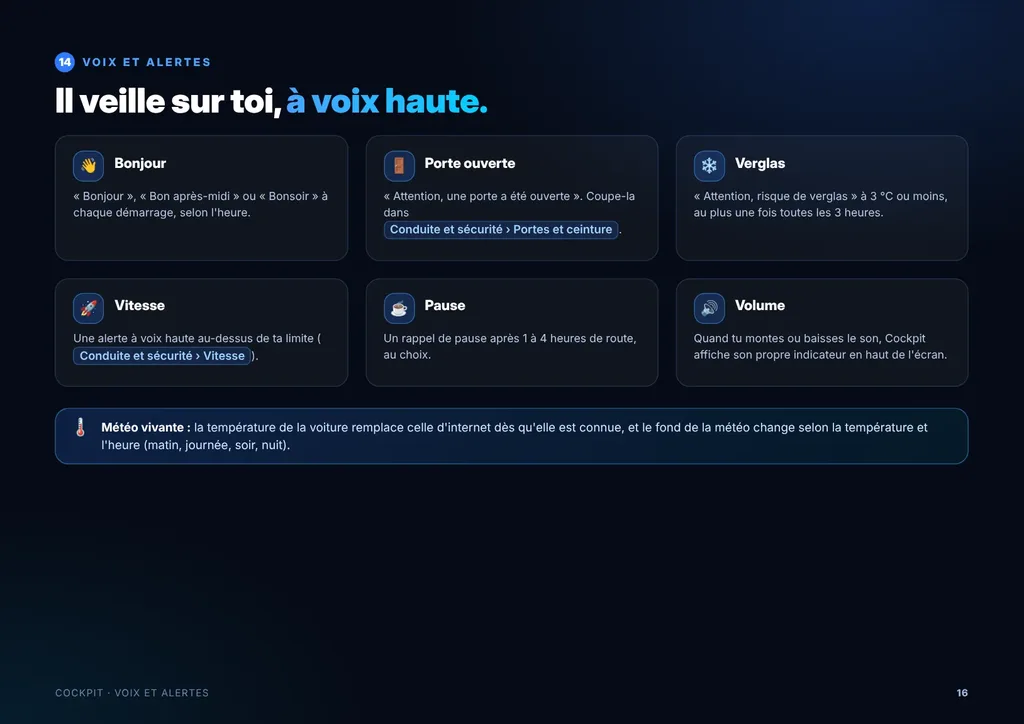 14 VOIX ET ALERTES
Il veille sur toi, à voix haute.
Bonjour
« Bonjour », « Bon après-midi » ou « Bonsoir » à
chaque démarrage, selon l'heure.
Porte ouverte
« Attention, une porte a été ouverte ». Coupe-la
dans
Conduite et sécurité › Portes et ceinture.
Verglas
« Attention, risque de verglas » à 3 °C ou moins,
au plus une fois toutes les 3 heures.
Vitesse
Une alerte à voix haute au-dessus de ta limite (
Conduite et sécurité › Vitesse).
Pause
Un rappel de pause après 1 à 4 heures de route,
au choix.
Volume
Quand tu montes ou baisses le son, Cockpit
affiche son propre indicateur en haut de l'écran.
Météo vivante : la température de la voiture remplace celle d'internet dès qu'elle est connue, et le fond de la météo change selon la température et
l'heure (matin, journée, soir, nuit).
COCKPIT · VOIX ET ALERTES
16